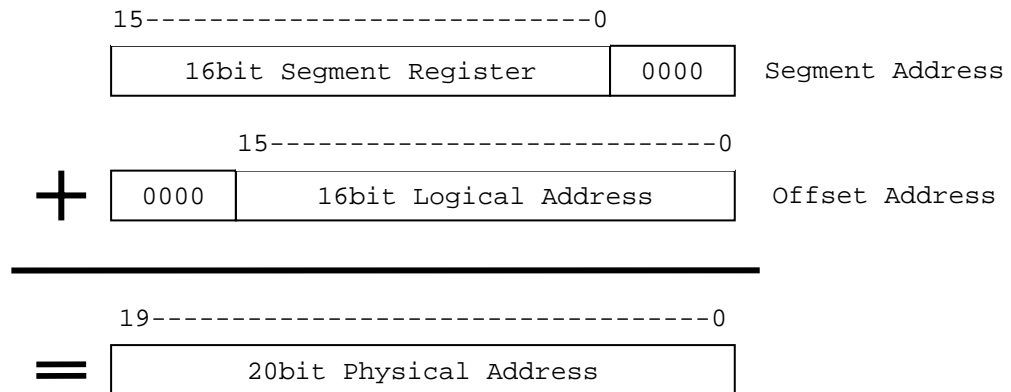 15----------------------------0
16bit Segment Register 0000 Segment Address
15----------------------------0
+ 0000 16bit Logical Address Offset Address
19-----------------------------------0
= 20bit Physical Address